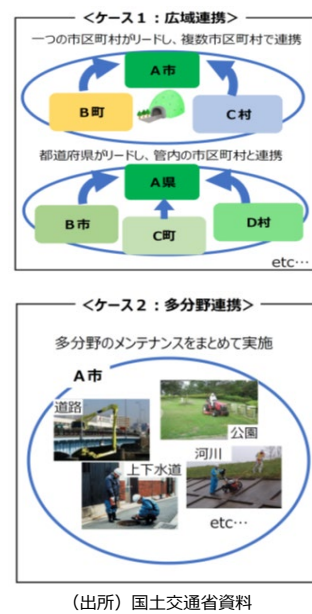 <ケース１：広域連携>
一つの市区町村がリードし、複数市区町村で連携
A市
B町
C村
都道府県がリードし、管内の市区町村と連携
A県
B市
C町
D村
etc…
<ケース２：多分野連携>
多分野のメンテナンスをまとめて実施
A市
道路
公園
上下水道
河川
etc…
（出所）国土交通省資料